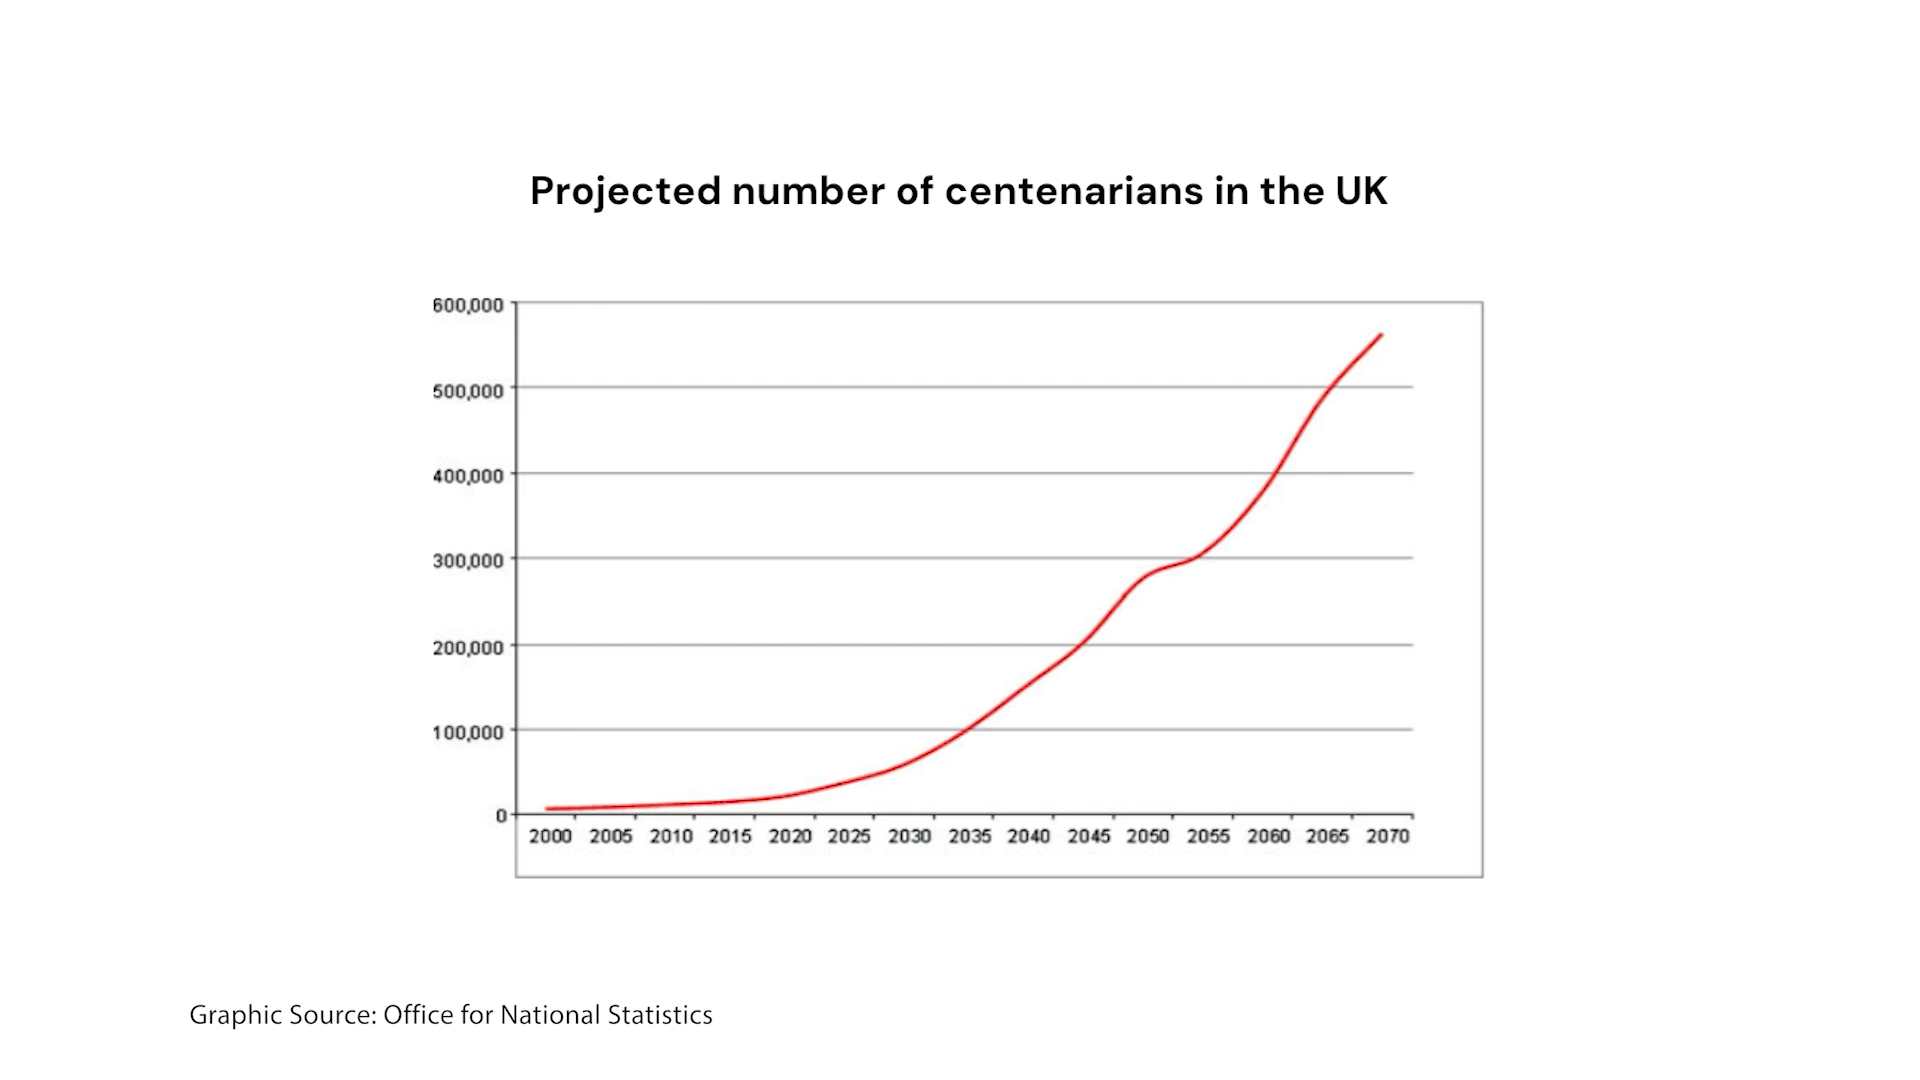 Projected number of centenarians in the UK
600,000
500,000
400,000
300,000
200,000
100,000
0
2000 2005 2010 2015 2020 2025 2030 2035 2040 2045 2050 2055 2060 2065 2070
Graphic Source: Office for National Statistics